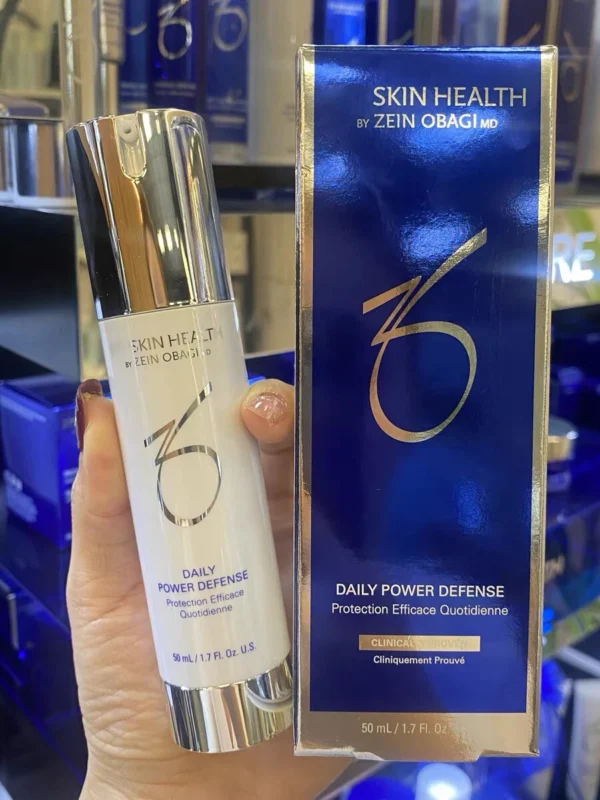 SKIN HEALTH
BY ZEIN OBAGI MD
DAILY
POWER DEFENSE
Protection Efficace
Quotidienne
50 mL / 1.7 Fl. Oz. U.S.
SKIN HEALTH
BY ZEIN OBAGI MD
DAILY POWER DEFENSE
Protection Efficace Quotidienne
Cliniquement Prouvé
50 mL / 1.7 Fl. Oz.
RE